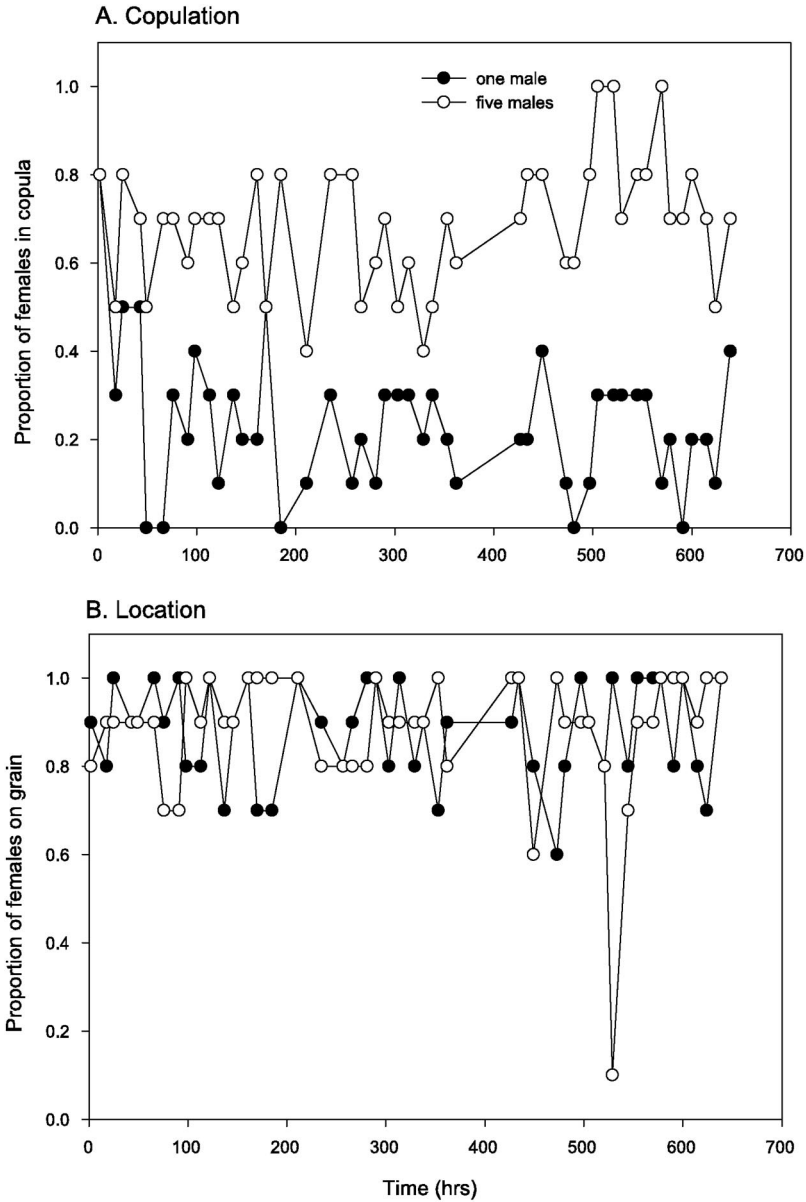 A. Copulation
one male
five males
Proportion of females in copula
1.0
0.8
0.6
0.4
0.2
0.0
0 100 200 300 400 500 600 700
B. Location
Proportion of females on grain
1.0
0.8
0.6
0.4
0.2
0.0
0 100 200 300 400 500 600 700
Time (hrs)